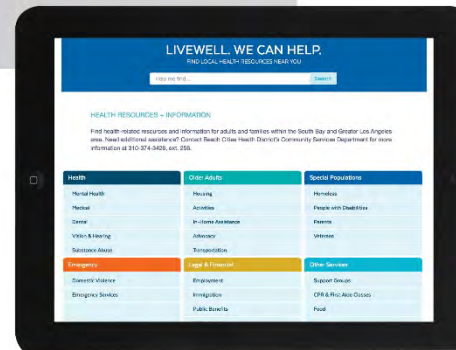 LIVEWELL. WE CAN HELP.
FIND LOCAL HEALTH RESOURCES NEAR YOU
Help me find...
Search
HEALTH RESOURCES + INFORMATION
Find health-related resources and information for adults and families within the South Bay and Greater Los Angeles
area. Need additional assistance? Contact Beach Cities Health District's Community Services Department for more
information at 310-374-3426, ext. 256.
Health
Mental Health
Medical
Dental
Vision & Hearing
Substance Abuse
Older Adults
Housing
Activities
In-Home Assistance
Advocacy
Transportation
Special Populations
Homeless
People with Disabilities
Parents
Veterans
Emergency
Domestic Violence
Emergency Services
Legal & Financial
Employment
Immigration
Public Benefits
Other Services
Support Groups
CPR & First Aide Classes
Food